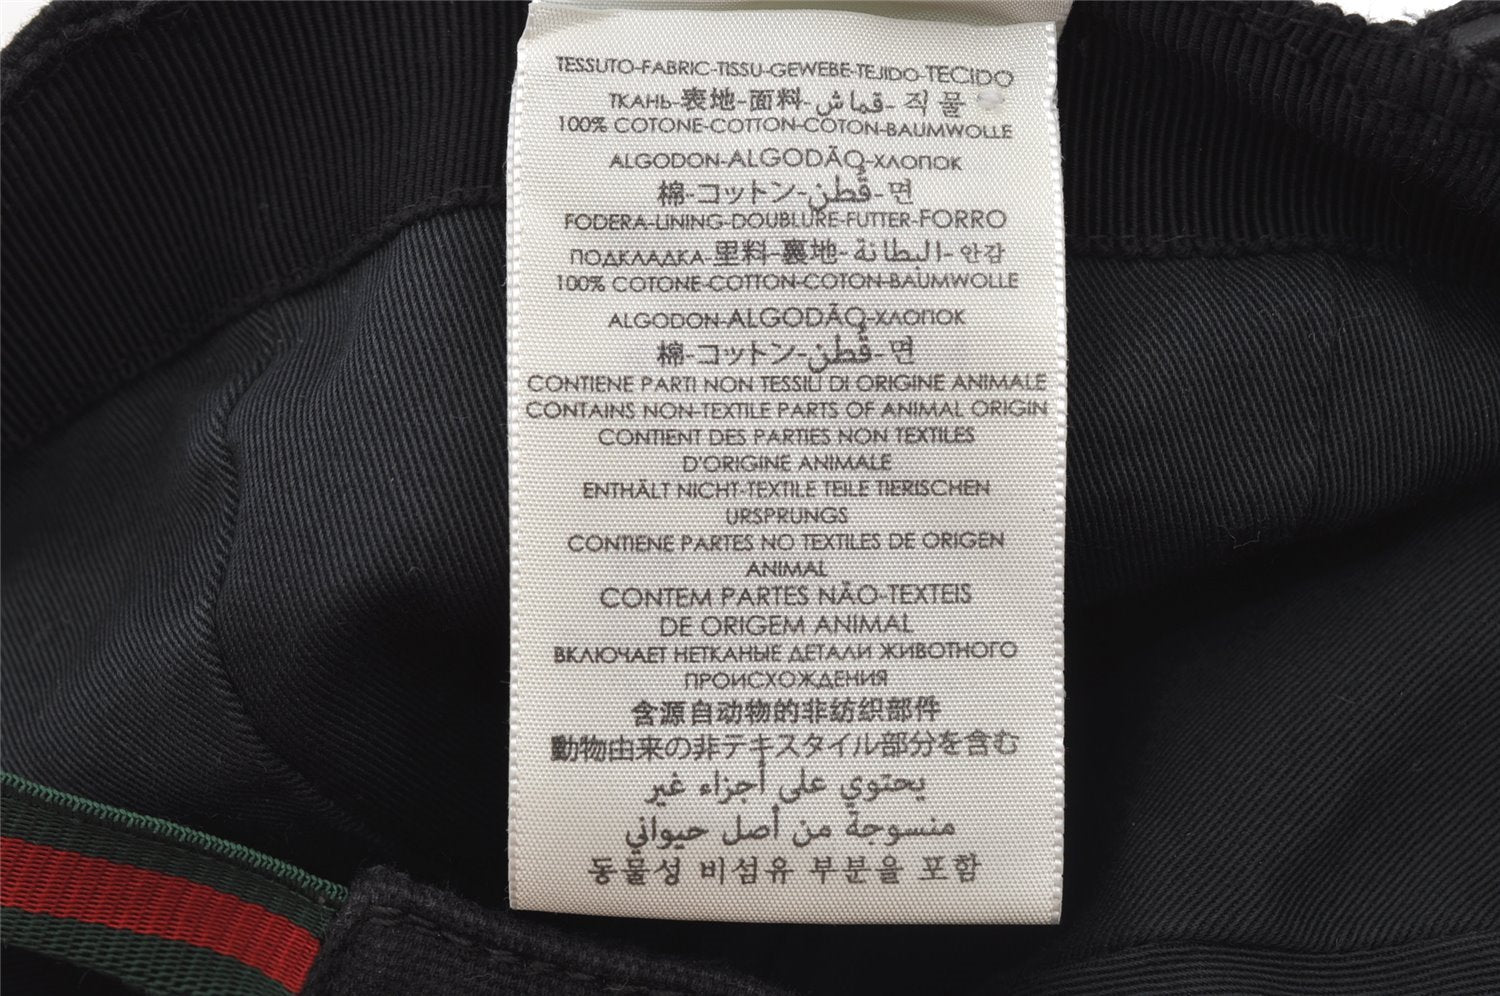 TESSUTO-FABRIC-TISSU-GEWEBE-TEJIDO-TECIDO
ТКАНЬ-表地-面料-قماش-직물
100% COTONE-COTTON-COTON-BAUMWOLLE
ALGODON-ALGODÃO-ХЛОПОК
棉-コットン-قُطن-면
FODERA-LINING-DOUBLURE-FUTTER-FORRO
ПОДКЛАДКА-里料-裏地-البطانة-안감
100% COTONE-COTTON-COTON-BAUMWOLLE
ALGODON-ALGODÃO-ХЛОПОК
棉-コットン-قُطن-면
CONTIENE PARTI NON TESSILI DI ORIGINE ANIMALE
CONTAINS NON-TEXTILE PARTS OF ANIMAL ORIGIN
CONTIENT DES PARTIES NON TEXTILES
D'ORIGINE ANIMALE
ENTHÄLT NICHT-TEXTILE TEILE TIERISCHEN
URSPRUNGS
CONTIENE PARTES NO TEXTILES DE ORIGEN
ANIMAL
CONTEM PARTES NÃO-TEXTEIS
DE ORIGEM ANIMAL
ВКЛЮЧАЕТ НЕТКАНЫЕ ДЕТАЛИ ЖИВОТНОГО
ПРОИСХОЖДЕНИЯ
含源自动物的非纺织部件
動物由来の非テキスタイル部分を含む
يحتوي على أجزاء غير
منسوجة من أصل حيواني
동물성 비섬유 부분을 포함